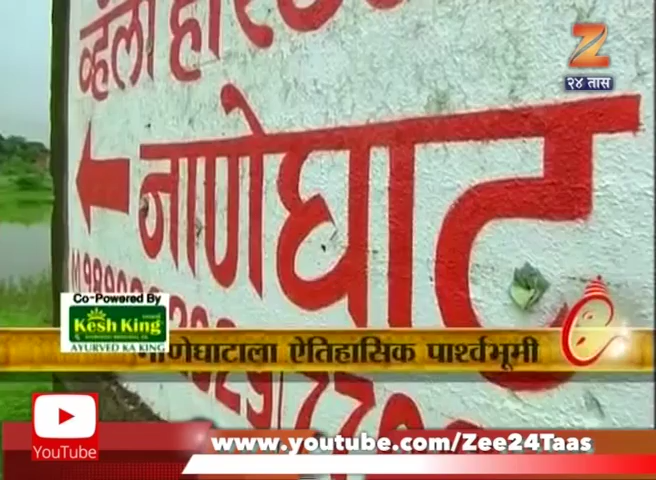 व्हॅली
२४ तास
नाणेघाट
Co-Powered By
Kesh King
AYURVED KA KING
नाणेघाटाला ऐतिहासिक पार्श्वभूमी
YouTube
www.youtube.com/Zee24Taas